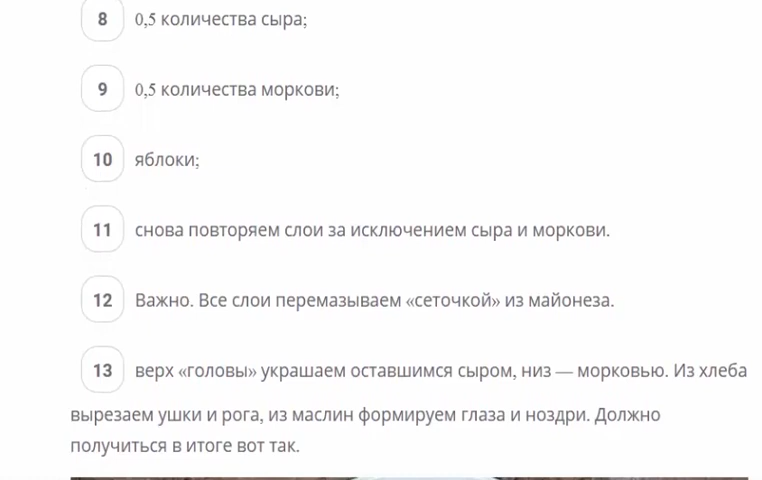 8 0,5 количества сыра;
9 0,5 количества моркови;
10 яблоки;
11 снова повторяем слои за исключением сыра и моркови.
12 Важно. Все слои перемазываем «сеточкой» из майонеза.
13 верх «головы» украшаем оставшимся сыром, низ — морковью. Из хлеба
вырезаем ушки и рога, из маслин формируем глаза и ноздри. Должно
получиться в итоге вот так.